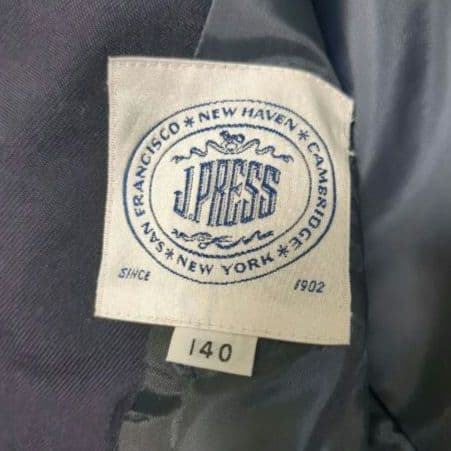 SAN FRANCISCO * NEW HAVEN * CAMBRIDGE * NEW YORK *
J. PRESS
SINCE 1902
140